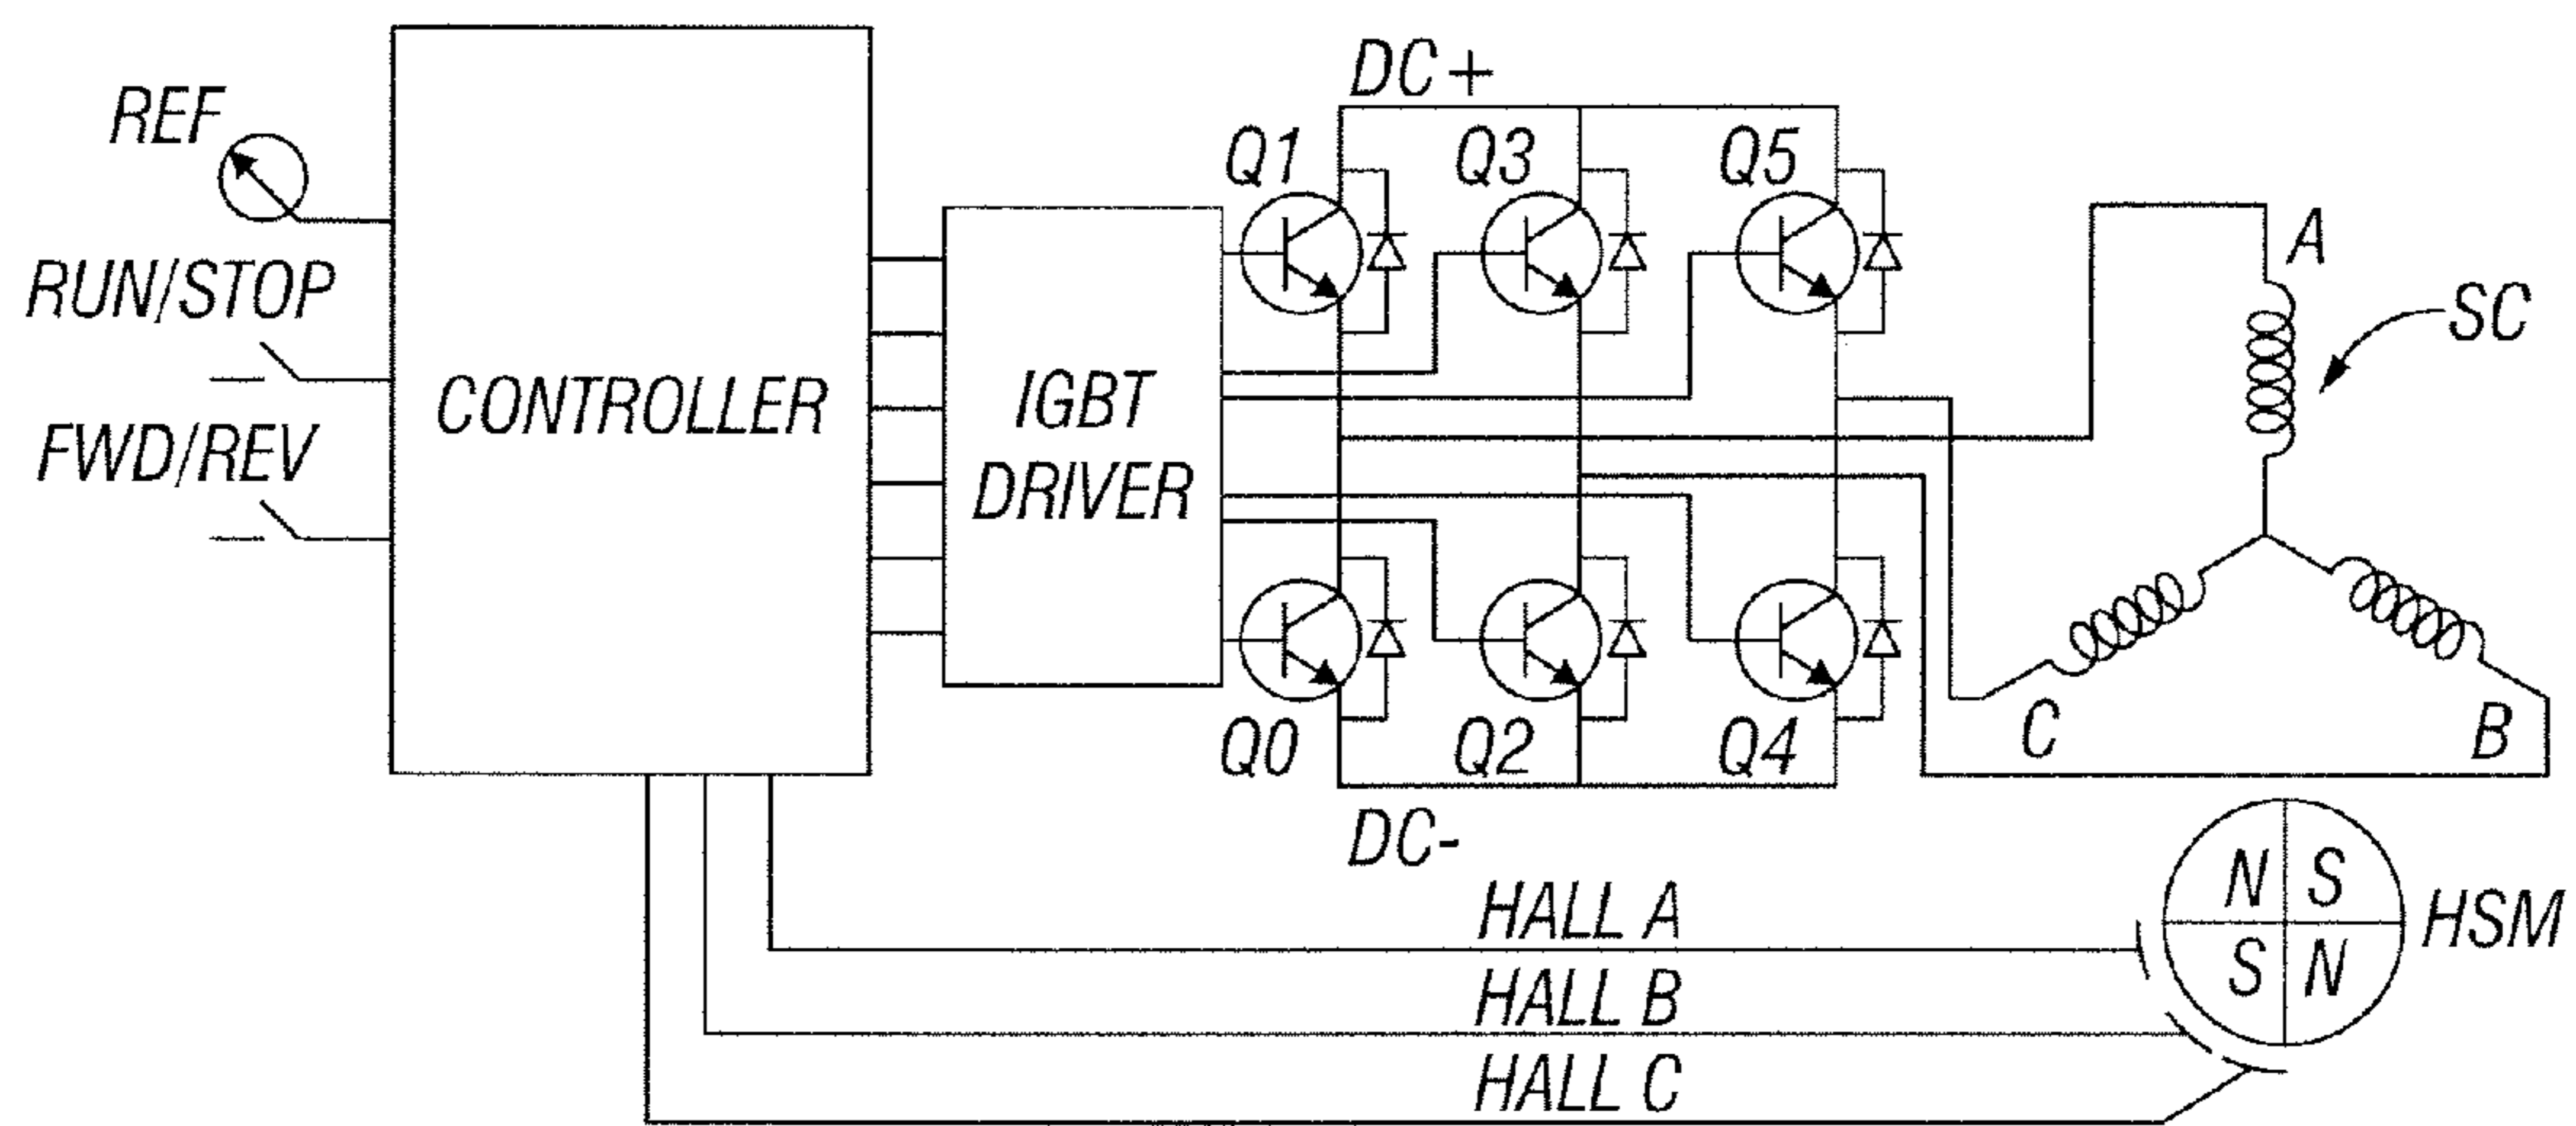 DC+
REF
Q1 Q3 Q5
A
RUN/STOP
SC
CONTROLLER
IGBT
DRIVER
FWD/REV
Q0 Q2 Q4
C B
DC-
N S
S N
HSM
HALL A
HALL B
HALL C